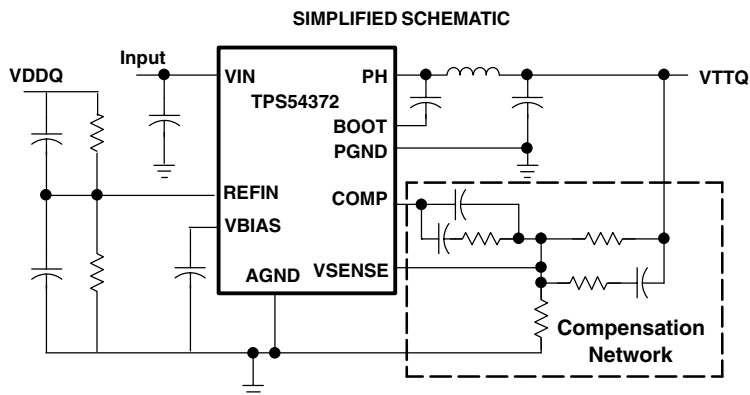 SIMPLIFIED SCHEMATIC
Input
VDDQ
VIN
PH
VTTQ
TPS54372
BOOT
PGND
REFIN
COMP
VBIAS
AGND
VSENSE
Compensation
Network